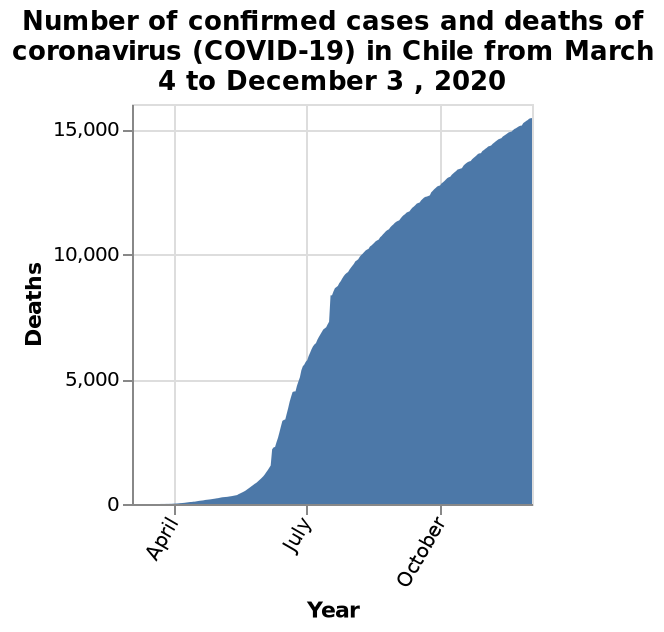 Number of confirmed cases and deaths of
coronavirus (COVID-19) in Chile from March
4 to December 3 , 2020
15,000
10,000
5,000
0
Deaths
April
July
October
Year